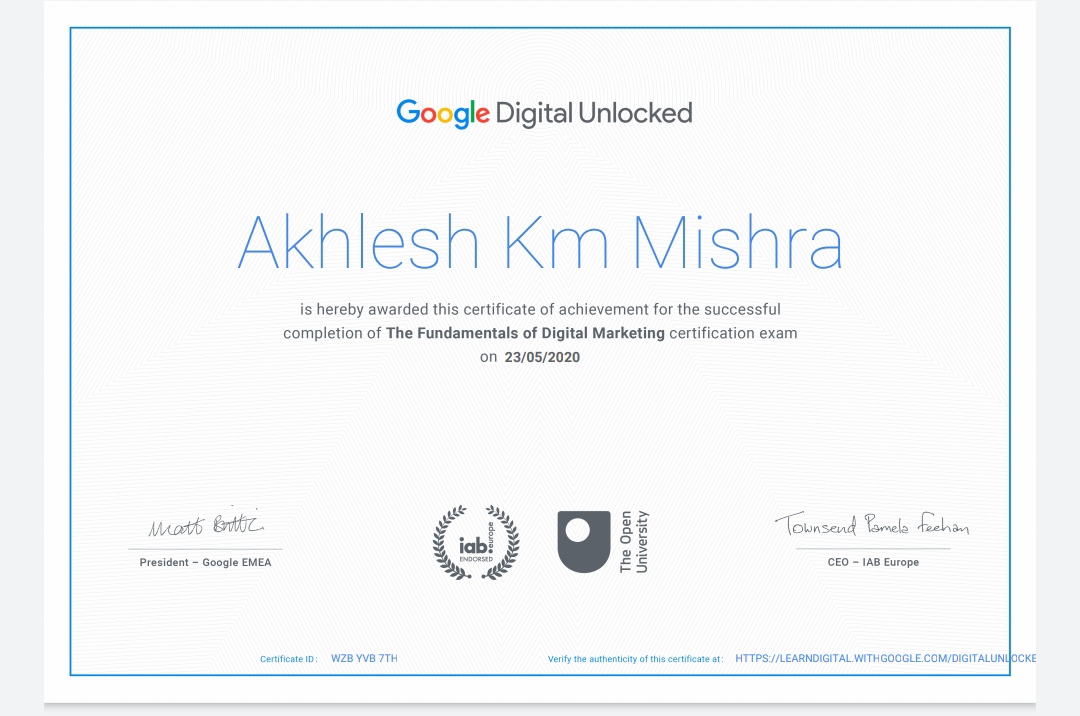 Google Digital Unlocked
Akhlesh Km Mishra
is hereby awarded this certificate of achievement for the successful
completion of The Fundamentals of Digital Marketing certification exam
on 23/05/2020
Matt Brittin
President – Google EMEA
iab.europe
ENDORSED
The Open
University
Townsend Pamela Feehan
CEO – IAB Europe
Certificate ID : WZB YVB 7TH
Verify the authenticity of this certificate at : HTTPS://LEARNDIGITAL.WITHGOOGLE.COM/DIGITALUNLOCKE